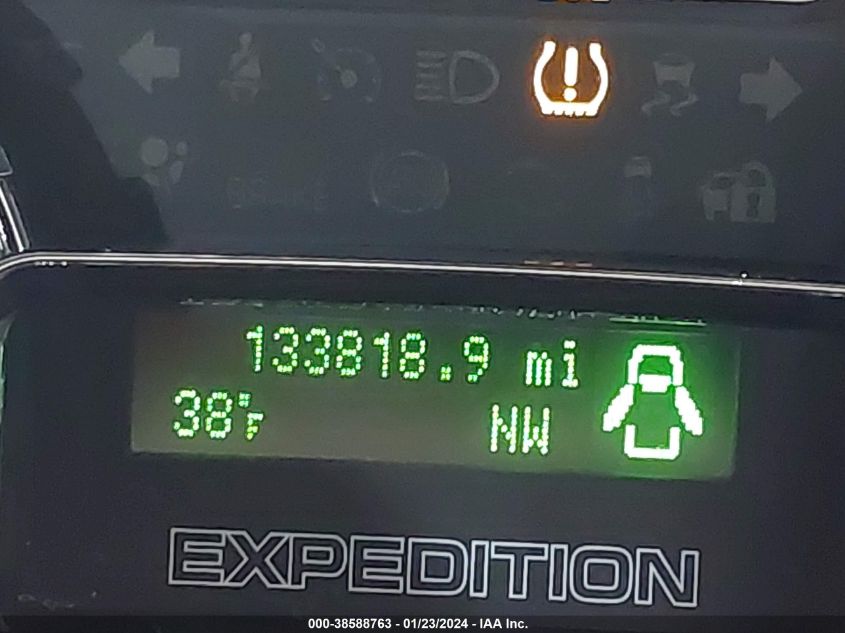 133818.9 mi
38°F NW
EXPEDITION
000-38588763 - 01/23/2024 - IAA Inc.